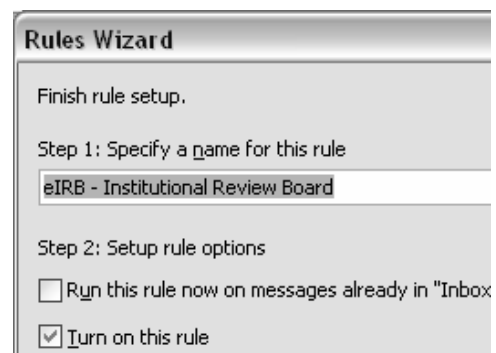 Rules Wizard
Finish rule setup.
Step 1: Specify a name for this rule
eIRB - Institutional Review Board
Step 2: Setup rule options
Run this rule now on messages already in "Inbox
Turn on this rule